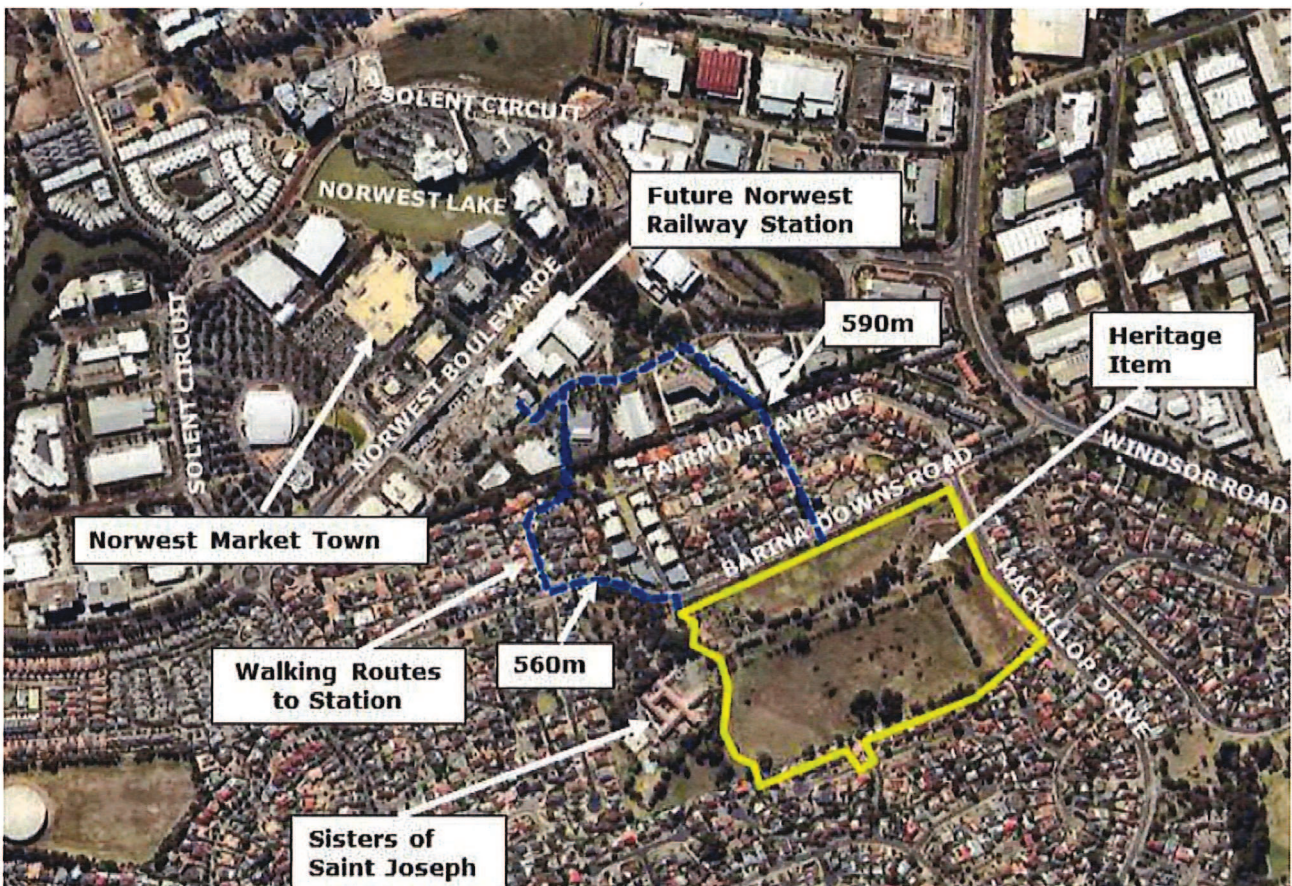 SOLENT CIRCUIT
NORWEST LAKE
Future Norwest
Railway Station
590m
Heritage
Item
SOLENT CIRCUIT
NORWEST BOULEVARDE
FAIRMONT AVENUE
WINDSOR ROAD
BARINA DOWNS ROAD
Norwest Market Town
MACKILLOP DRIVE
Walking Routes
to Station
560m
Sisters of
Saint Joseph